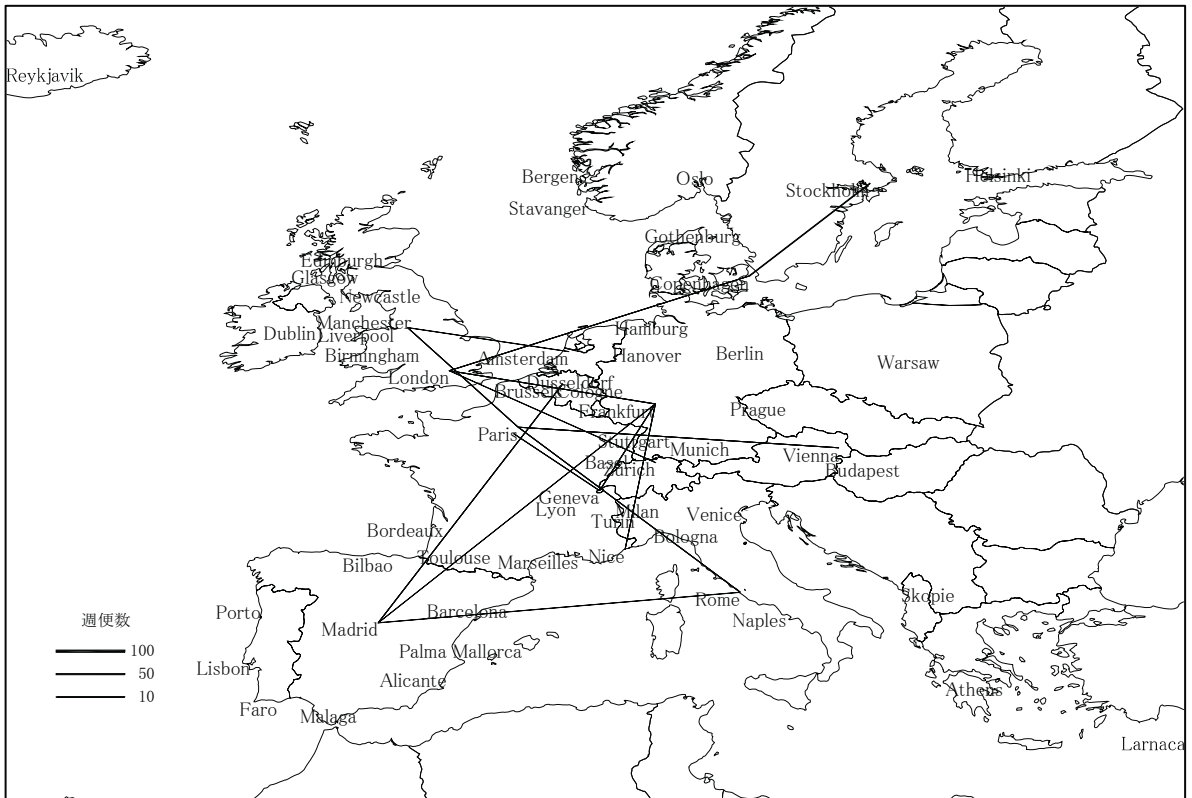 Reykjavik
Bergen
Oslo
Stavanger
Stockholm
Helsinki
Gothenburg
Edinburgh
Glasgow
Copenhagen
Newcastle
Manchester
Dublin
Liverpool
Hamburg
Birmingham
Amsterdam
Hanover
Berlin
Warsaw
London
Dusseldorf
Brussels
Cologne
Frankfurt
Prague
Paris
Stuttgart
Munich
Vienna
Basel
Zurich
Budapest
Geneva
Lyon
Milan
Turin
Venice
Bordeaux
Bologna
Bilbao
Toulouse
Marseilles
Nice
Skopie
Rome
Porto
Barcelona
Naples
Madrid
週便数
100
50
10
Palma Mallorca
Lisbon
Alicante
Athens
Faro
Malaga
Larnaca